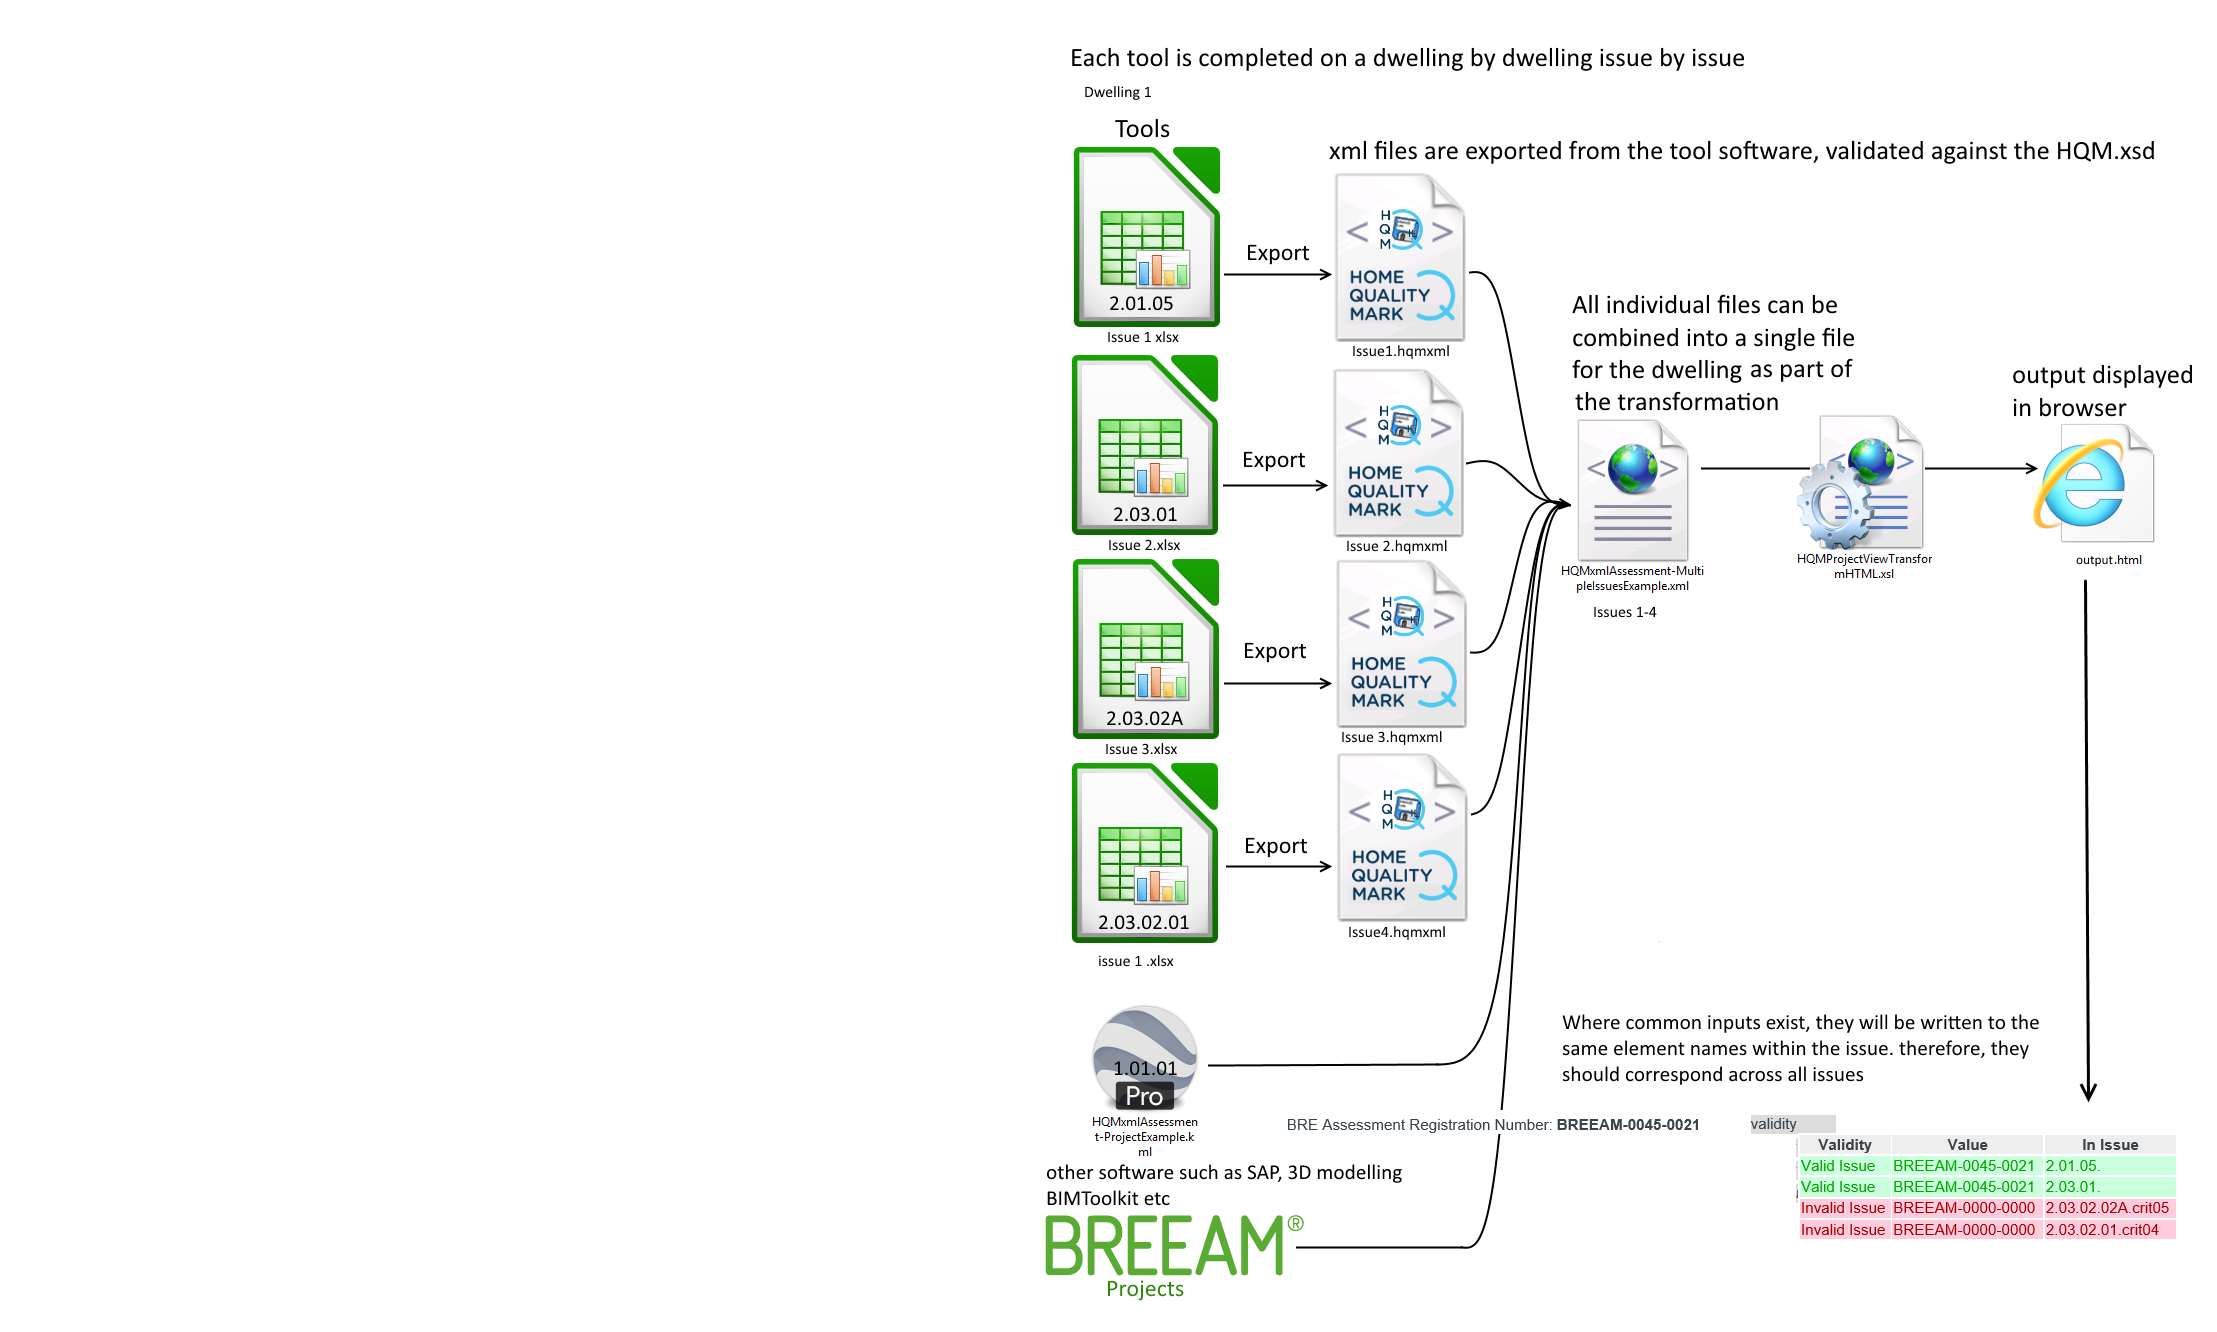 Each tool is completed on a dwelling by dwelling issue by issue
Dwelling 1
Tools
xml files are exported from the tool software, validated against the HQM.xsd
2.01.05
Issue 1 xlsx
Export
H
Q
M
HOME
QUALITY
MARK
Issue1.hqmxml
2.03.01
Issue 2.xlsx
Export
H
Q
M
HOME
QUALITY
MARK
Issue 2.hqmxml
2.03.02A
Issue 3.xlsx
Export
H
Q
M
HOME
QUALITY
MARK
Issue 3.hqmxml
2.03.02.01
issue 1 .xlsx
Export
H
Q
M
HOME
QUALITY
MARK
Issue4.hqmxml
All individual files can be
combined into a single file
for the dwelling as part of
the transformation
HQMxmlAssessment-Multi
pleIssuesExample.xml
Issues 1-4
HQMProjectViewTransfor
mHTML.xsl
output displayed
in browser
output.html
1.01.01
Pro
HQMxmlAssessmen
t-ProjectExample.k
ml
other software such as SAP, 3D modelling
BIMToolkit etc
BREEAM®
Projects
Where common inputs exist, they will be written to the
same element names within the issue. therefore, they
should correspond across all issues
BRE Assessment Registration Number: BREEAM-0045-0021
validity
Validity Value In Issue
Valid Issue BREEAM-0045-0021 2.01.05.
Valid Issue BREEAM-0045-0021 2.03.01.
Invalid Issue BREEAM-0000-0000 2.03.02.02A.crit05
Invalid Issue BREEAM-0000-0000 2.03.02.01.crit04